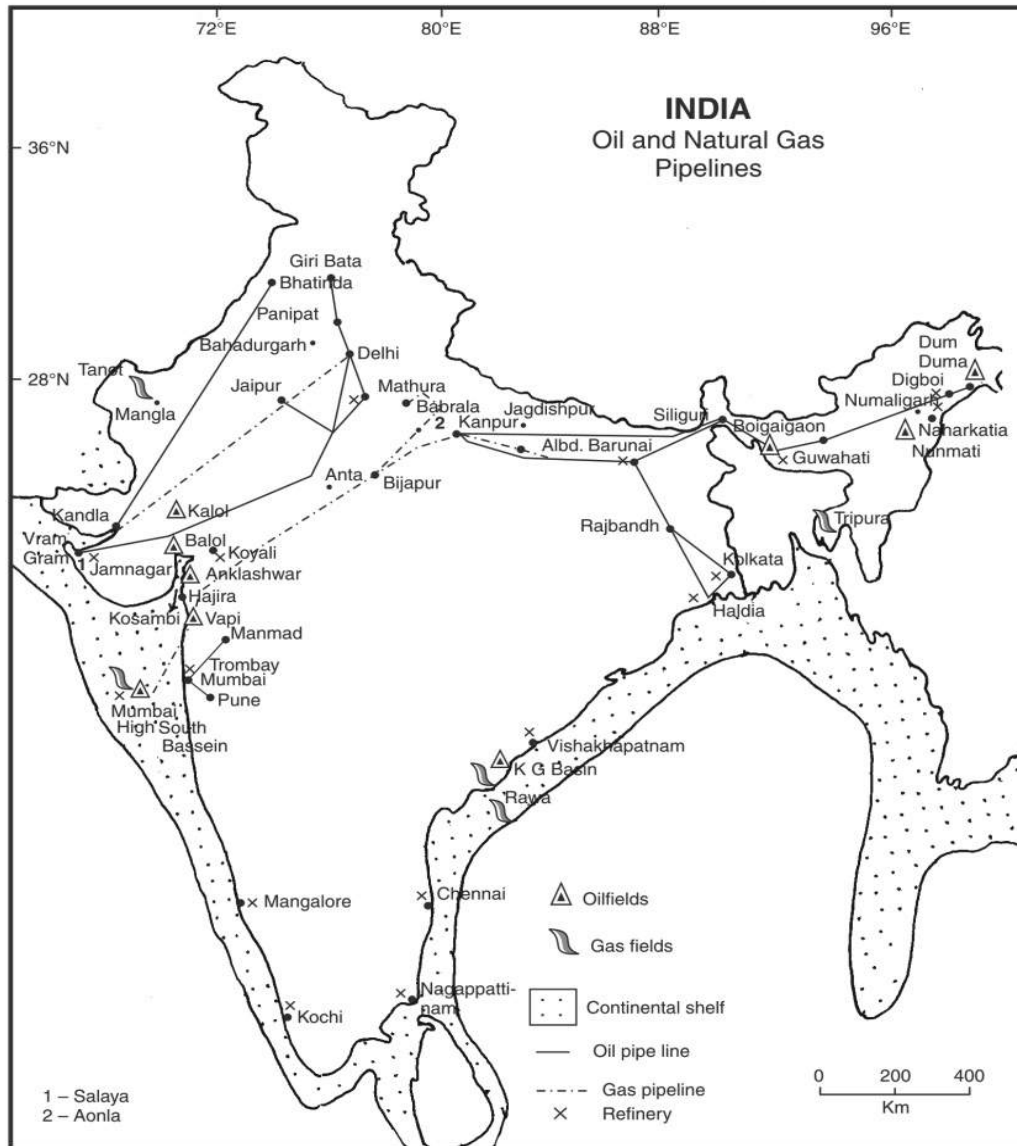 72°E
80°E
88°E
96°E
INDIA
Oil and Natural Gas
Pipelines
36°N
Giri Bata
Bhatinda
Panipat
Bahadurgarh
Delhi
Tanot
Dum
Duma
28°N
Jaipur
Mathura
Digboi
Mangla
Babrala
Jagdishpur
Siliguri
Numaligarh
2
Kanpur
Boigaigaon
Naharkatia
Albd.
Barunai
Guwahati
Nunmati
Anta
Bijapur
Kandla
Kalol
Rajbandh
Tripura
Vram
Gram
1
Balol
Koyali
Jamnagar
Kolkata
Anklashwar
Hajira
Haldia
Kosambi
Vapi
Manmad
Trombay
Mumbai
Pune
Mumbai
High South
Bassein
Vishakhapatnam
K G Basin
Rawa
Chennai
Mangalore
Oilfields
Gas fields
Nagappatti-
nam
Kochi
Continental shelf
Oil pipe line
Gas pipeline
Refinery
0 200 400
Km
1 – Salaya
2 – Aonla